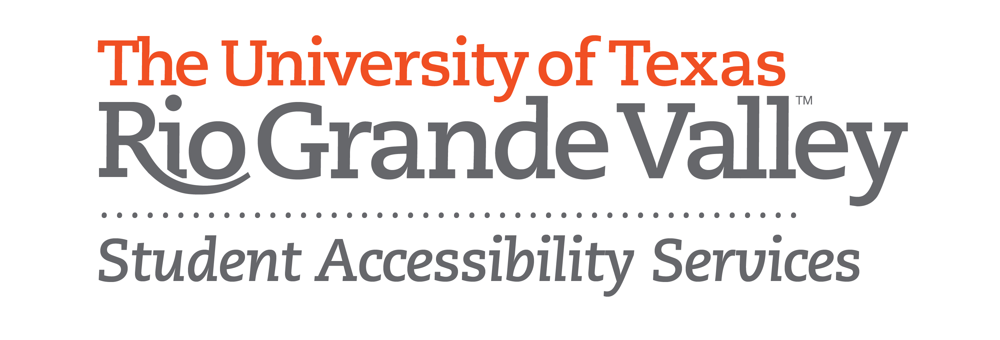 The University of Texas
Rio Grande Valley™
Student Accessibility Services